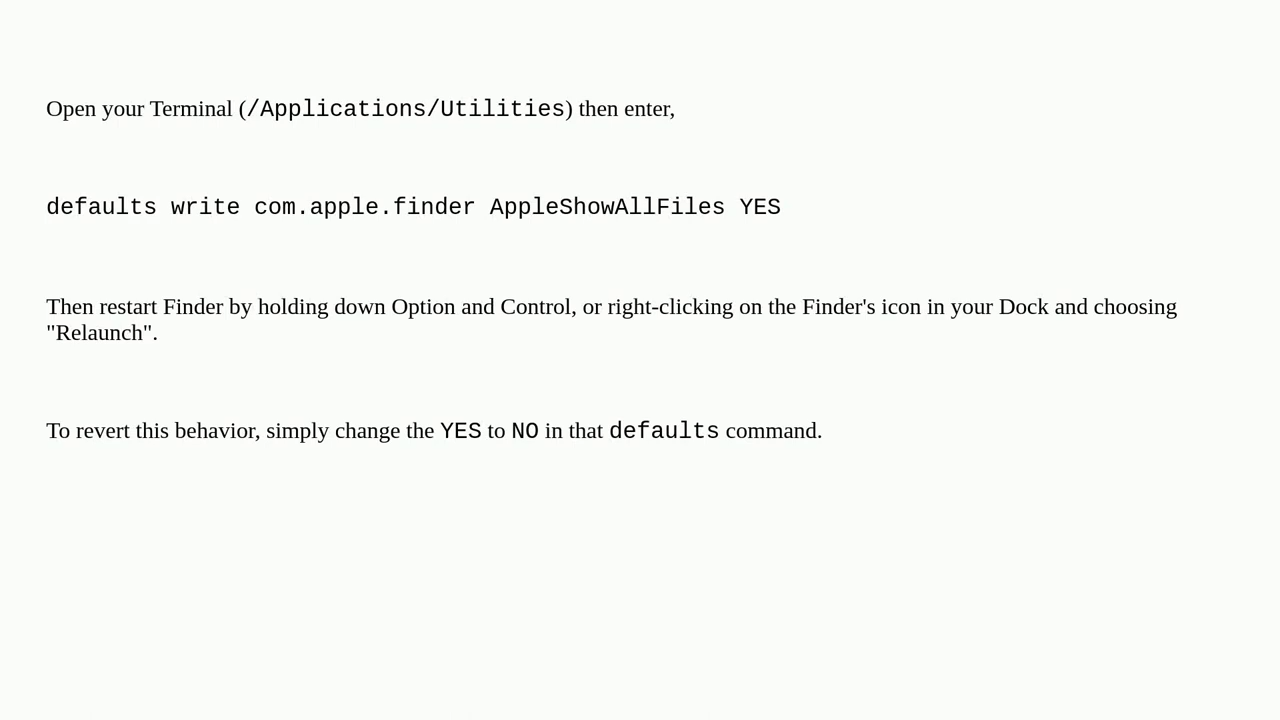 Open your Terminal (/Applications/Utilities) then enter,
defaults write com.apple.finder AppleShowAllFiles YES
Then restart Finder by holding down Option and Control, or right-clicking on the Finder's icon in your Dock and choosing
"Relaunch".
To revert this behavior, simply change the YES to NO in that defaults command.